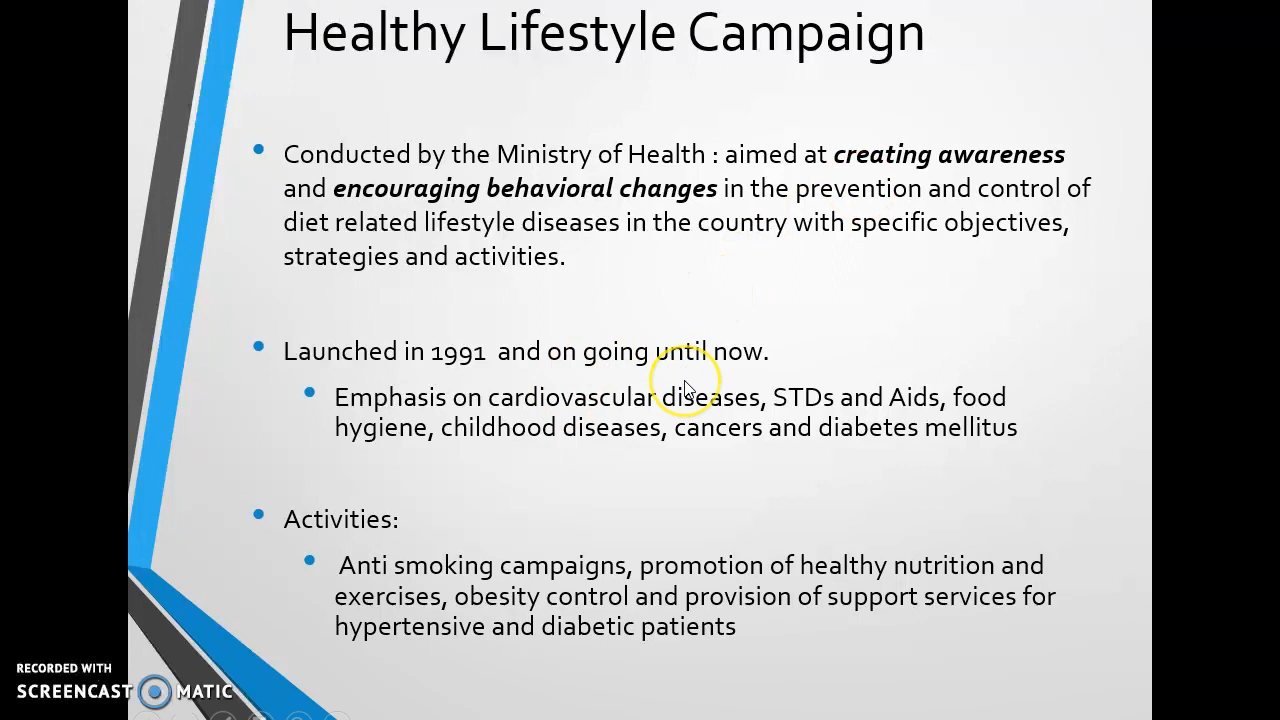 Healthy Lifestyle Campaign
• Conducted by the Ministry of Health : aimed at creating awareness
and encouraging behavioral changes in the prevention and control of
diet related lifestyle diseases in the country with specific objectives,
strategies and activities.
• Launched in 1991 and on going until now.
• Emphasis on cardiovascular diseases, STDs and Aids, food
hygiene, childhood diseases, cancers and diabetes mellitus
• Activities:
• Anti smoking campaigns, promotion of healthy nutrition and
exercises, obesity control and provision of support services for
hypertensive and diabetic patients
RECORDED WITH
SCREENCAST MATIC